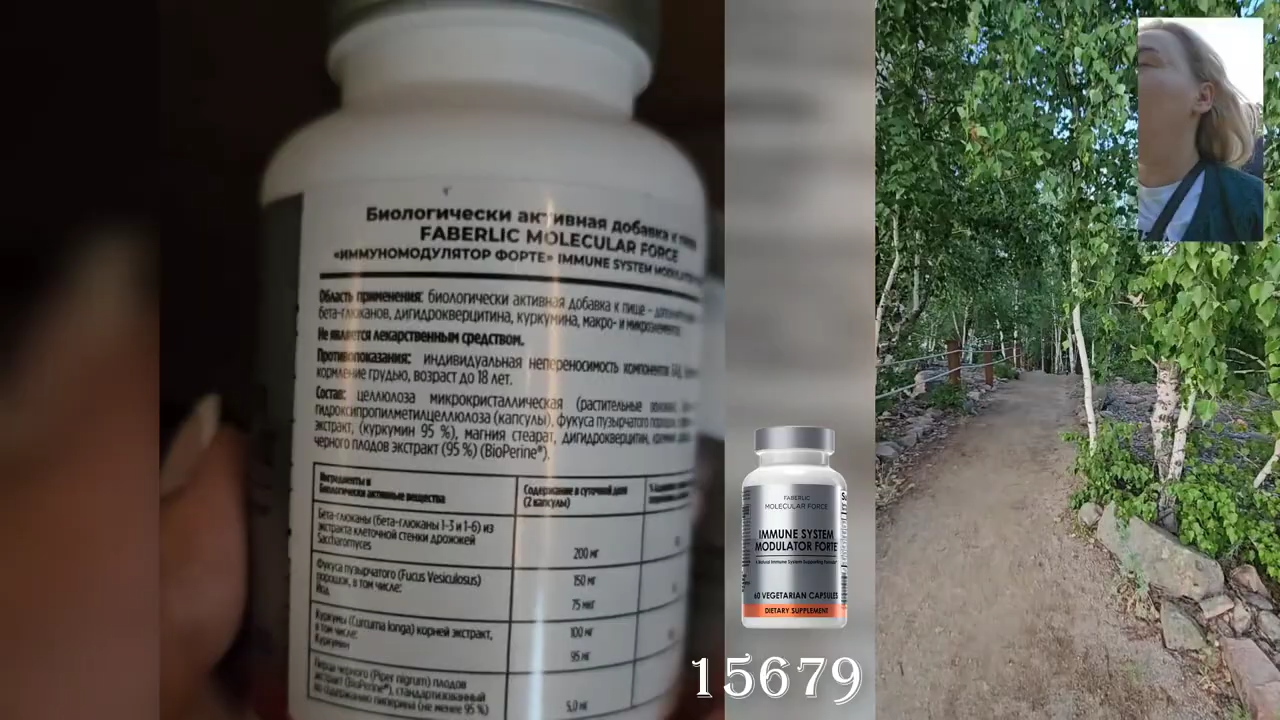 Биологически активная добавка к пище
FABERLIC MOLECULAR FORCE
«ИММУНОМОДУЛЯТОР ФОРТЕ» IMMUNE SYSTEM
Область применения: биологически активная добавка к пище -
бета-глюканов, дигидрокверцитина, куркумина, макро- и микроэлементов.
Не является лекарственным средством.
Противопоказания: индивидуальная непереносимость компонентов БАД,
кормление грудью, возраст до 18 лет.
Состав: целлюлоза микрокристаллическая (растительные
гидроксипропилметилцеллюлоза (капсулы), фукуса пузырчатого
экстракт, (куркумин 95 %), магния стеарат, дигидрокверцитин,
черного плодов экстракт (95 %) (BioPerine®).
Ингредиенты и
Биологически активные вещества
Содержание в суточной дозе
(2 капсулы)
Бета-глюканы (бета-глюканы 1-3 и 1-6) из
экстракта клеточной стенки дрожжей
Saccharomyces
200 мг
Фукуса пузырчатого (Fucus Vesiculosus)
порошок, в том числе:
Йод
150 мг
75 мкг
Куркумы (Curcuma longa) корней экстракт,
в том числе:
Куркумин
100 мг
95 мг
Перца черного (Piper nigrum) плодов
экстракт (BioPerine®), стандартизованный
по содержанию пиперина (не менее 95 %)
5,0 мг
FABERLIC
MOLECULAR FORCE
IMMUNE SYSTEM
MODULATOR FORTE
60 VEGETARIAN CAPSULES
DIETARY SUPPLEMENT
15679